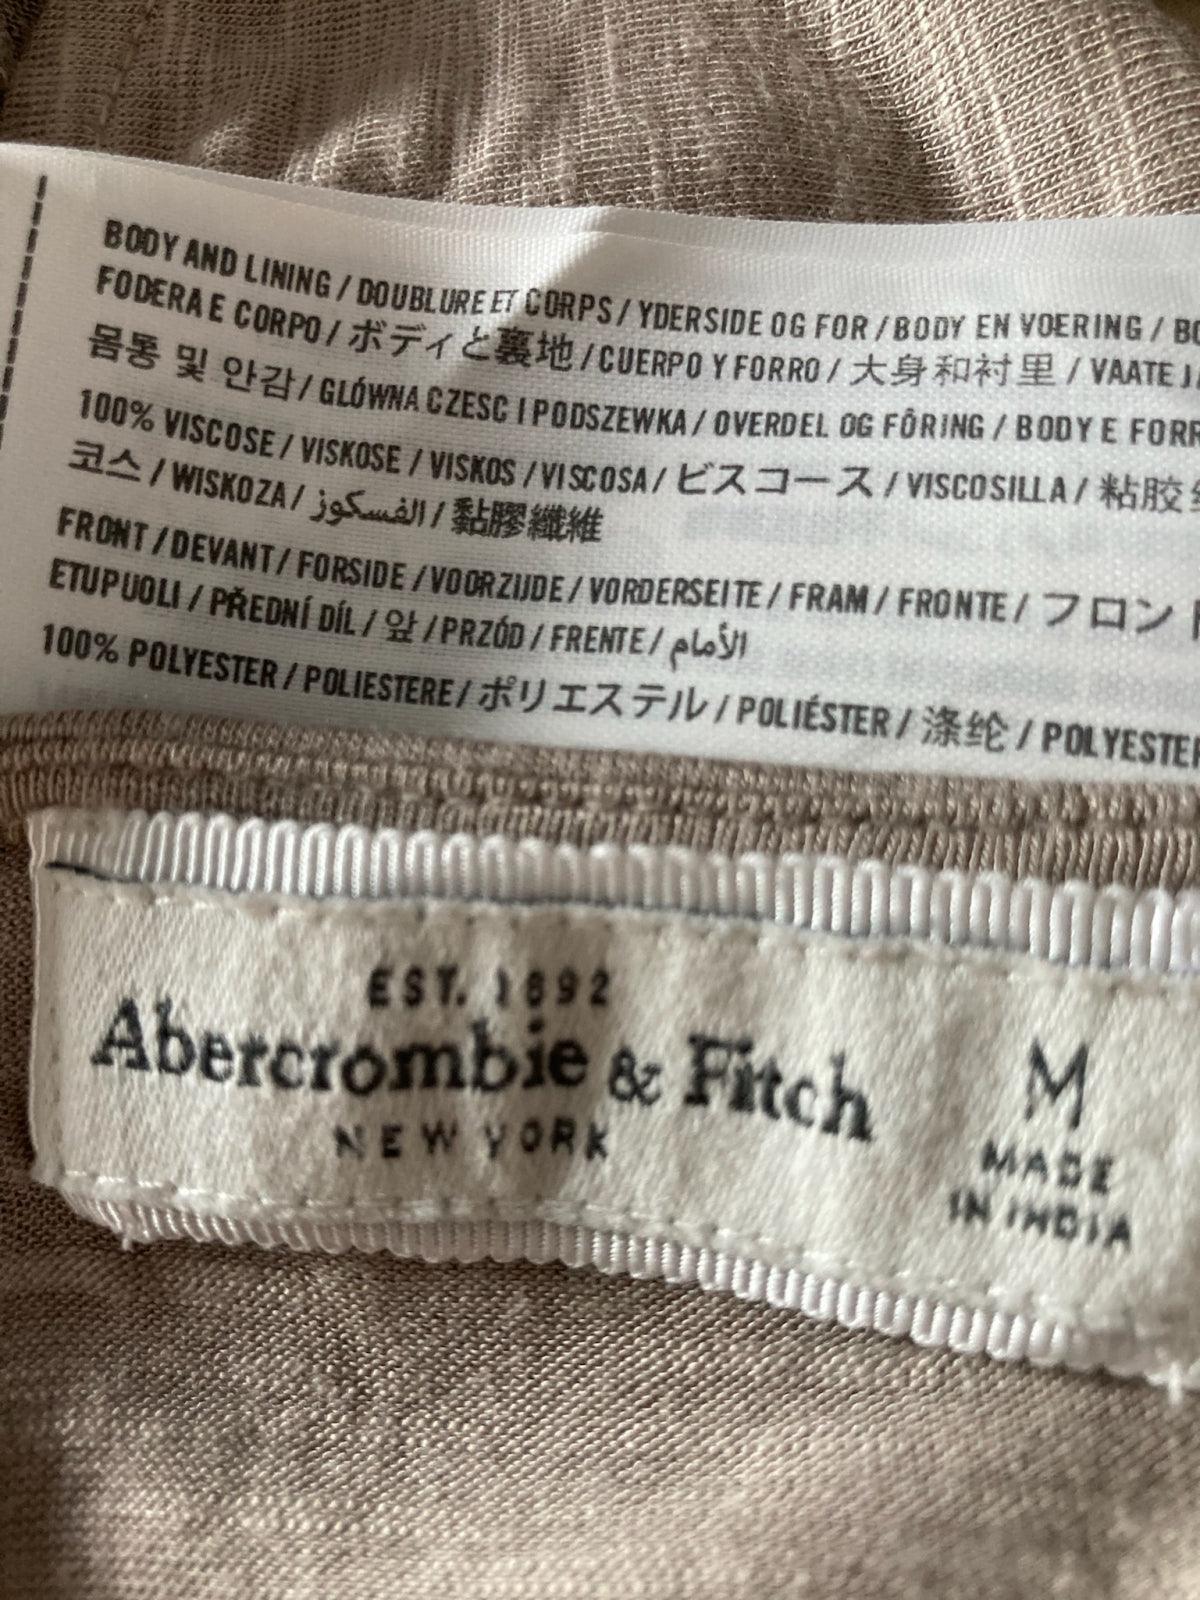 BODY AND LINING / DOUBLURE ET CORPS / YDERSIDE OG FOR / BODY EN VOERING /
FODERA E CORPO / ボディと裏地 / CUERPO Y FORRO / 大身和衬里 / VAATE
몸통 및 안감 / GLÓWNA CZESC I PODSZEWKA / OVERDEL OG FÔRING / BODY E
100% VISCOSE / VISKOSE / VISKOS / VISCOSA / ビスコース / VISCOSILLA / 粘胶
코스 / WISKOZA / الفسكوز / 黏膠纖維
FRONT / DEVANT / FORSIDE / VOORZIJDE / VORDERSEITE / FRAM / FRONTE / フロン
ETUPUOLI / PŘEDNÍ DÍL / 앞 / PRZÓD / FRENTE / الأمام
100% POLYESTER / POLIESTERE / ポリエステル / POLIÉSTER / 涤纶 / POLYESTER
EST. 1892
Abercrombie & Fitch
NEW YORK
M
MADE
IN INDIA